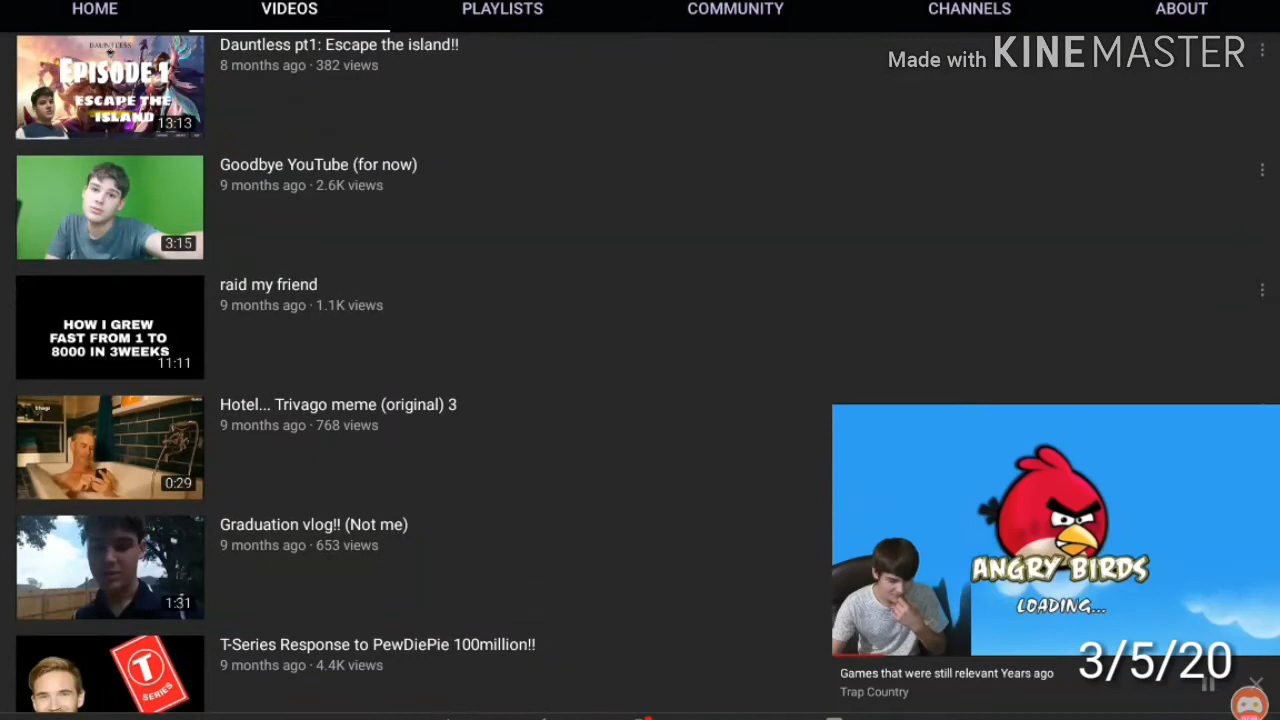 HOME VIDEOS PLAYLISTS COMMUNITY CHANNELS ABOUT
Made with KINEMASTER
DAUNTLESS
EPISODE 1
ESCAPE THE
ISLAND
13:13
Dauntless pt1: Escape the island!!
8 months ago · 382 views
3:15
Goodbye YouTube (for now)
9 months ago · 2.6K views
HOW I GREW
FAST FROM 1 TO
8000 IN 3WEEKS
11:11
raid my friend
9 months ago · 1.1K views
0:29
Hotel... Trivago meme (original) 3
9 months ago · 768 views
1:31
Graduation vlog!! (Not me)
9 months ago · 653 views
T
SERIES
T-Series Response to PewDiePie 100million!!
9 months ago · 4.4K views
ANGRY BIRDS
LOADING...
Games that were still relevant Years ago
Trap Country
3/5/20